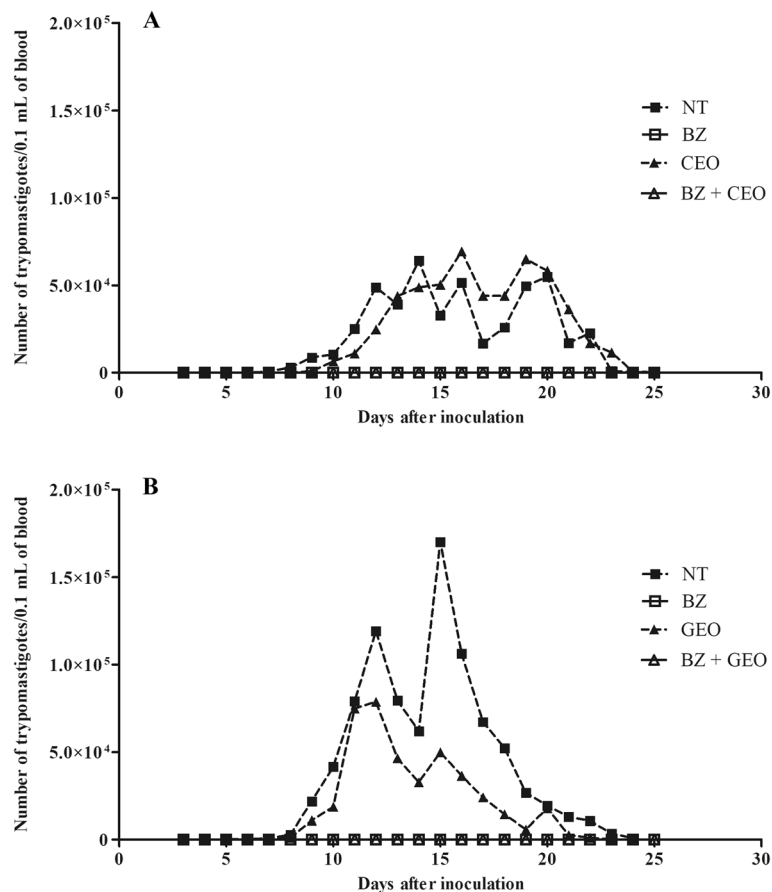 A
2.0×10⁵
1.5×10⁵
1.0×10⁵
5.0×10⁴
0
Number of trypomastigotes/0.1 mL of blood
NT
BZ
CEO
BZ + CEO
0 5 10 15 20 25 30
Days after inoculation
B
2.0×10⁵
1.5×10⁵
1.0×10⁵
5.0×10⁴
0
Number of trypomastigotes/0.1 mL of blood
NT
BZ
GEO
BZ + GEO
0 5 10 15 20 25 30
Days after inoculation